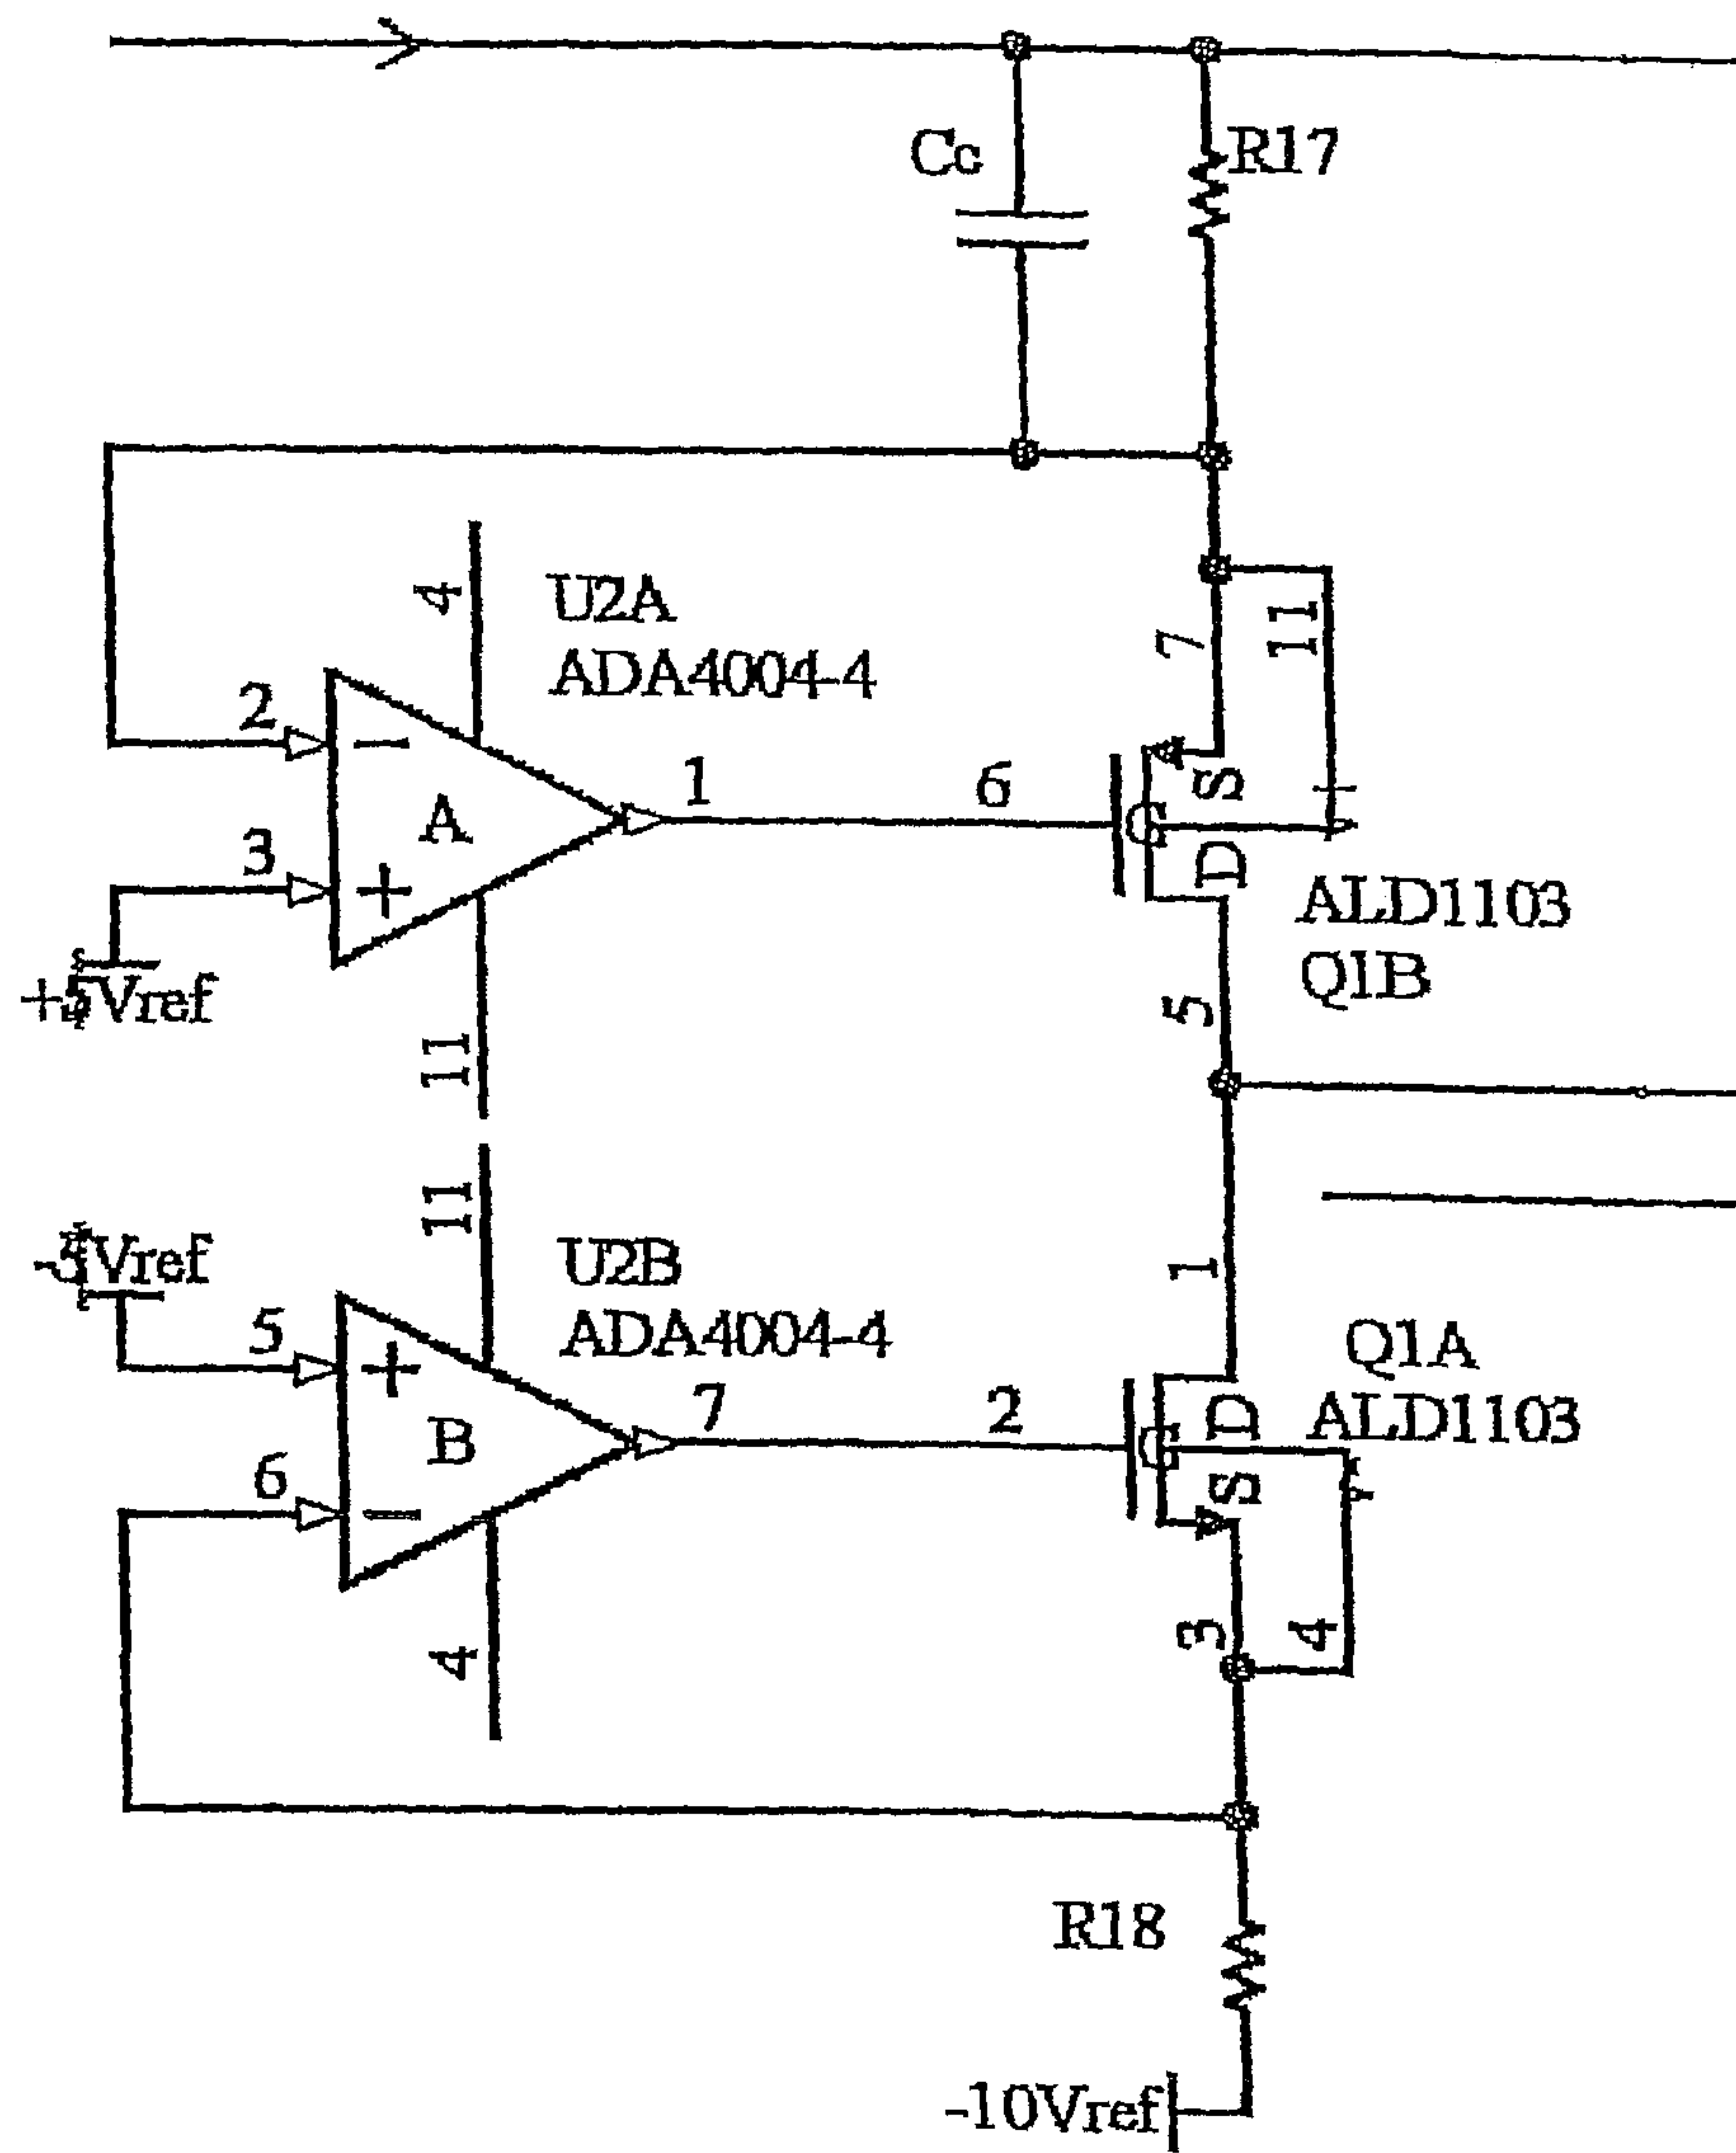 Cc
R17
4
U2A
ADA4004-4
7
11
2
−
1
6
S
3
A
G
+
D
ALD1103
Q1B
+5Vref
5
11
11
-5Vref
U2B
ADA4004-4
1
5
+
Q1A
B
7
2
D
ALD1103
G
6
−
S
4
3
4
R18
-10Vref